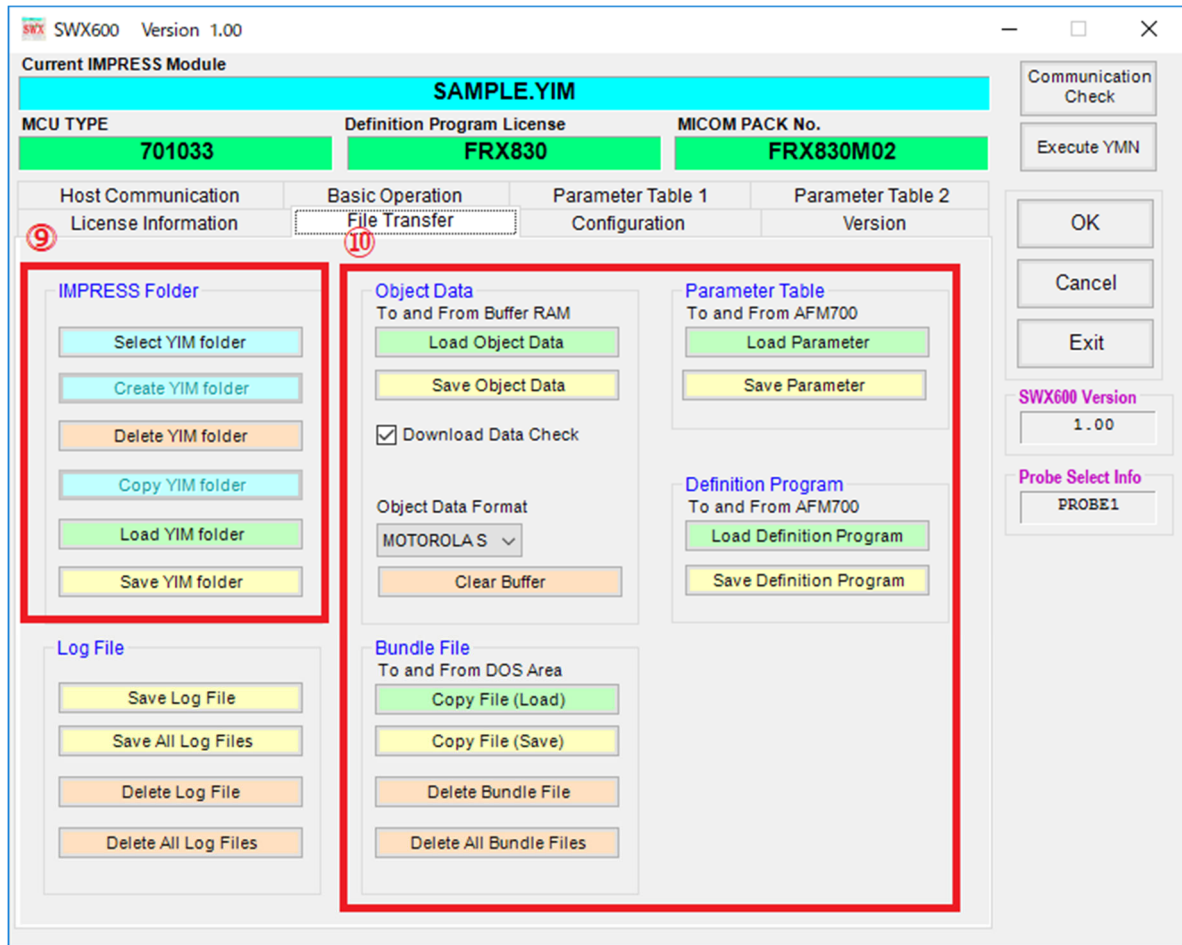 SWX SWX600 Version 1.00
Current IMPRESS Module
SAMPLE.YIM
MCU TYPE
Definition Program License
MICOM PACK No.
701033
FRX830
FRX830M02
Communication
Check
Execute YMN
Host Communication
Basic Operation
Parameter Table 1
Parameter Table 2
License Information
File Transfer
Configuration
Version
OK
Cancel
Exit
SWX600 Version
1.00
Probe Select Info
PROBE1
⑨
IMPRESS Folder
Select YIM folder
Create YIM folder
Delete YIM folder
Copy YIM folder
Load YIM folder
Save YIM folder
⑩
Object Data
To and From Buffer RAM
Load Object Data
Save Object Data
Download Data Check
Object Data Format
MOTOROLA S
Clear Buffer
Parameter Table
To and From AFM700
Load Parameter
Save Parameter
Definition Program
To and From AFM700
Load Definition Program
Save Definition Program
Log File
Save Log File
Save All Log Files
Delete Log File
Delete All Log Files
Bundle File
To and From DOS Area
Copy File (Load)
Copy File (Save)
Delete Bundle File
Delete All Bundle Files